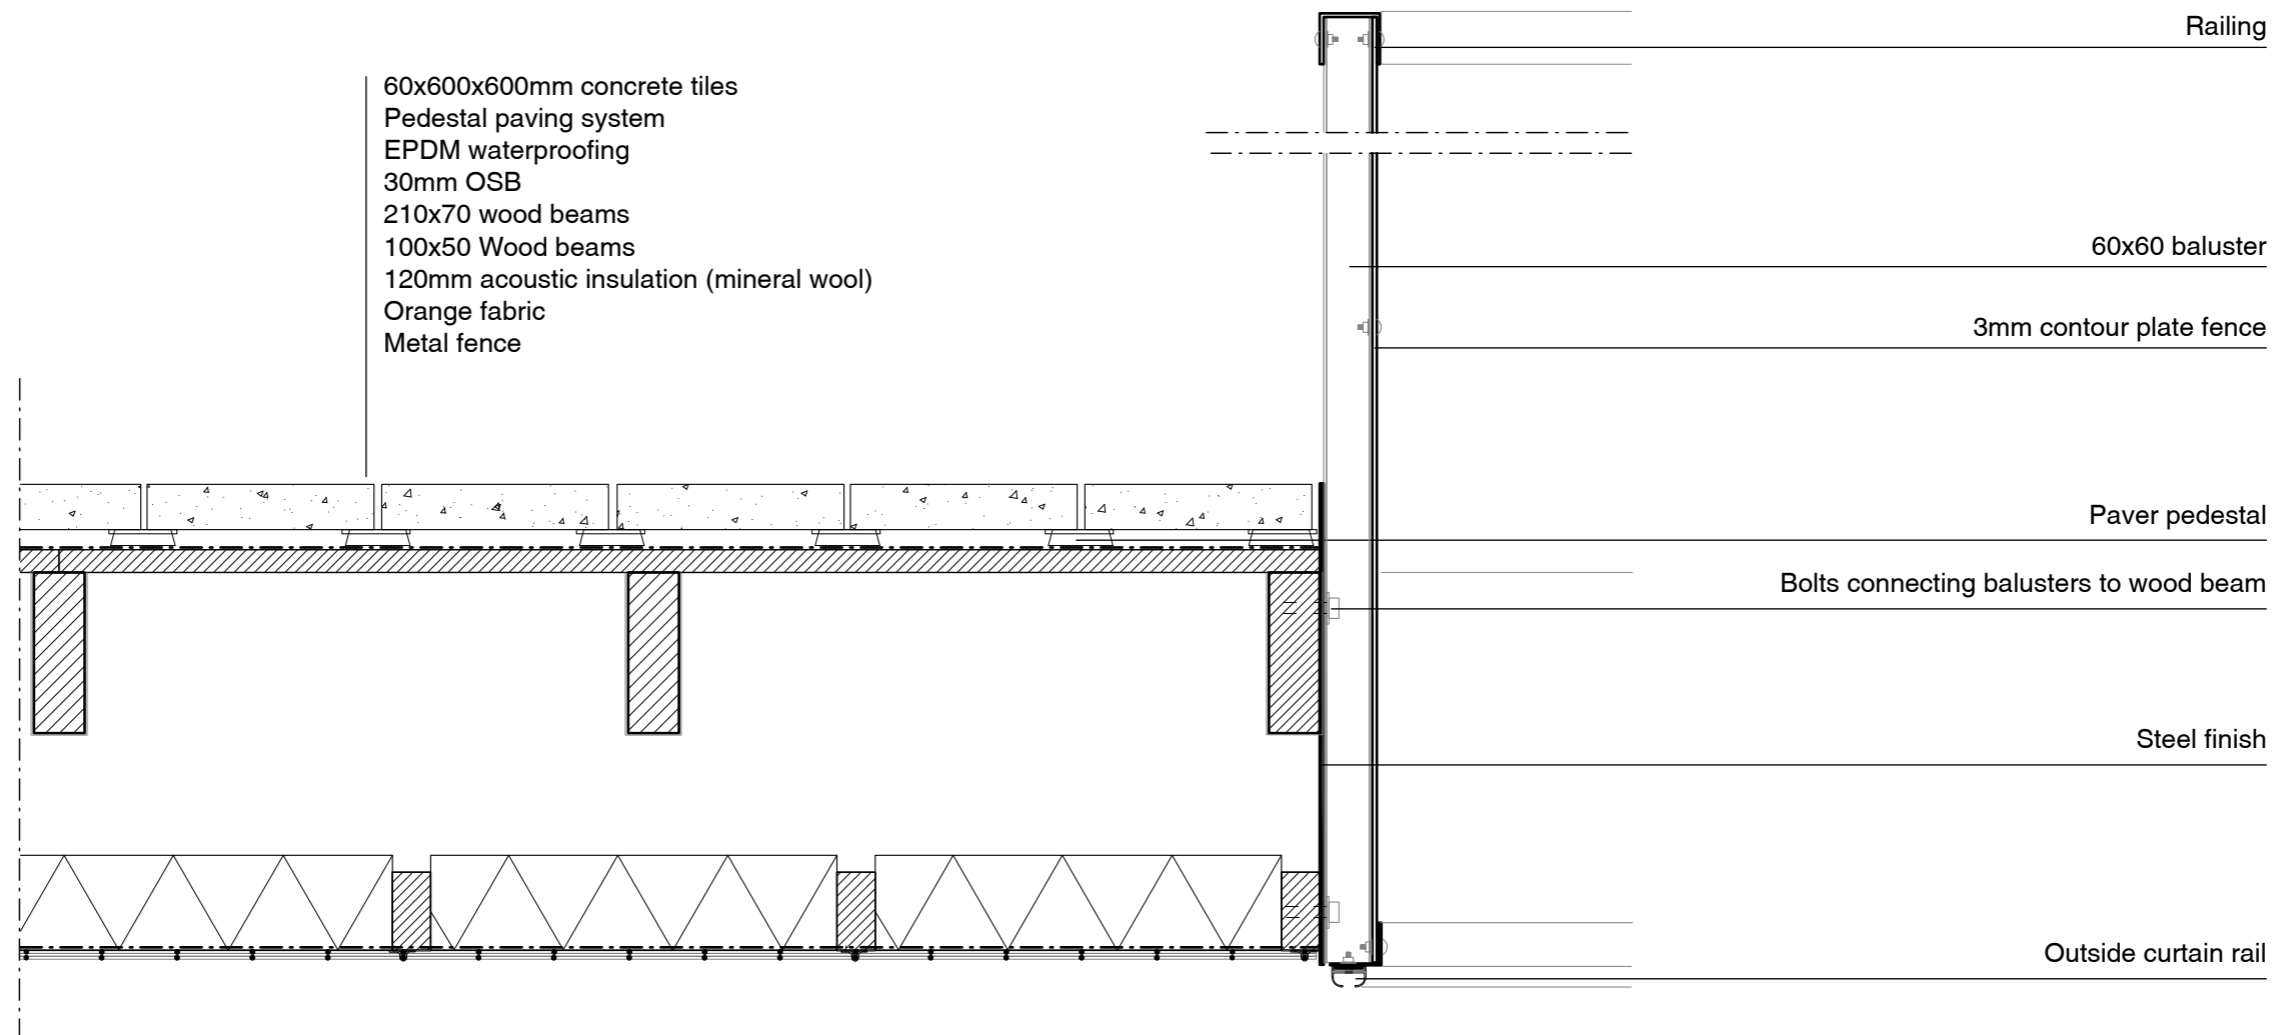 60x600x600mm concrete tiles
Pedestal paving system
EPDM waterproofing
30mm OSB
210x70 wood beams
100x50 Wood beams
120mm acoustic insulation (mineral wool)
Orange fabric
Metal fence
Railing
60x60 baluster
3mm contour plate fence
Paver pedestal
Bolts connecting balusters to wood beam
Steel finish
Outside curtain rail